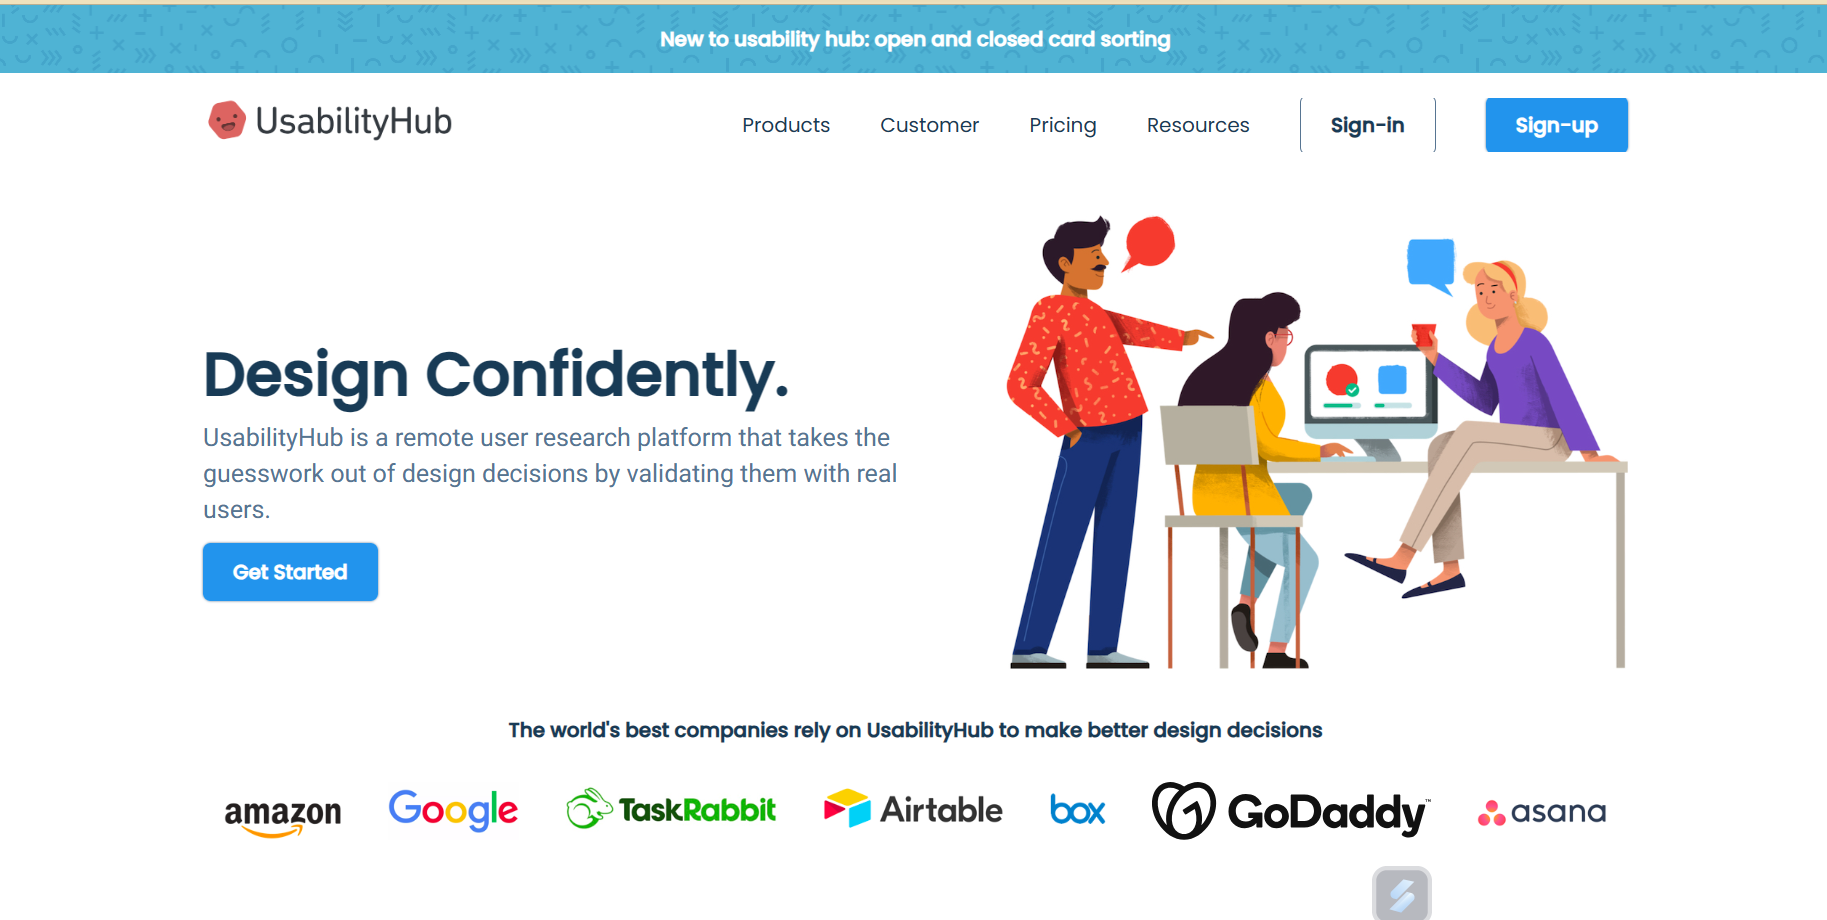 New to usability hub: open and closed card sorting
UsabilityHub
Products
Customer
Pricing
Resources
Sign-in
Sign-up
Design Confidently.
UsabilityHub is a remote user research platform that takes the
guesswork out of design decisions by validating them with real
users.
Get Started
The world's best companies rely on UsabilityHub to make better design decisions
amazon
Google
TaskRabbit
Airtable
box
GoDaddy™
asana